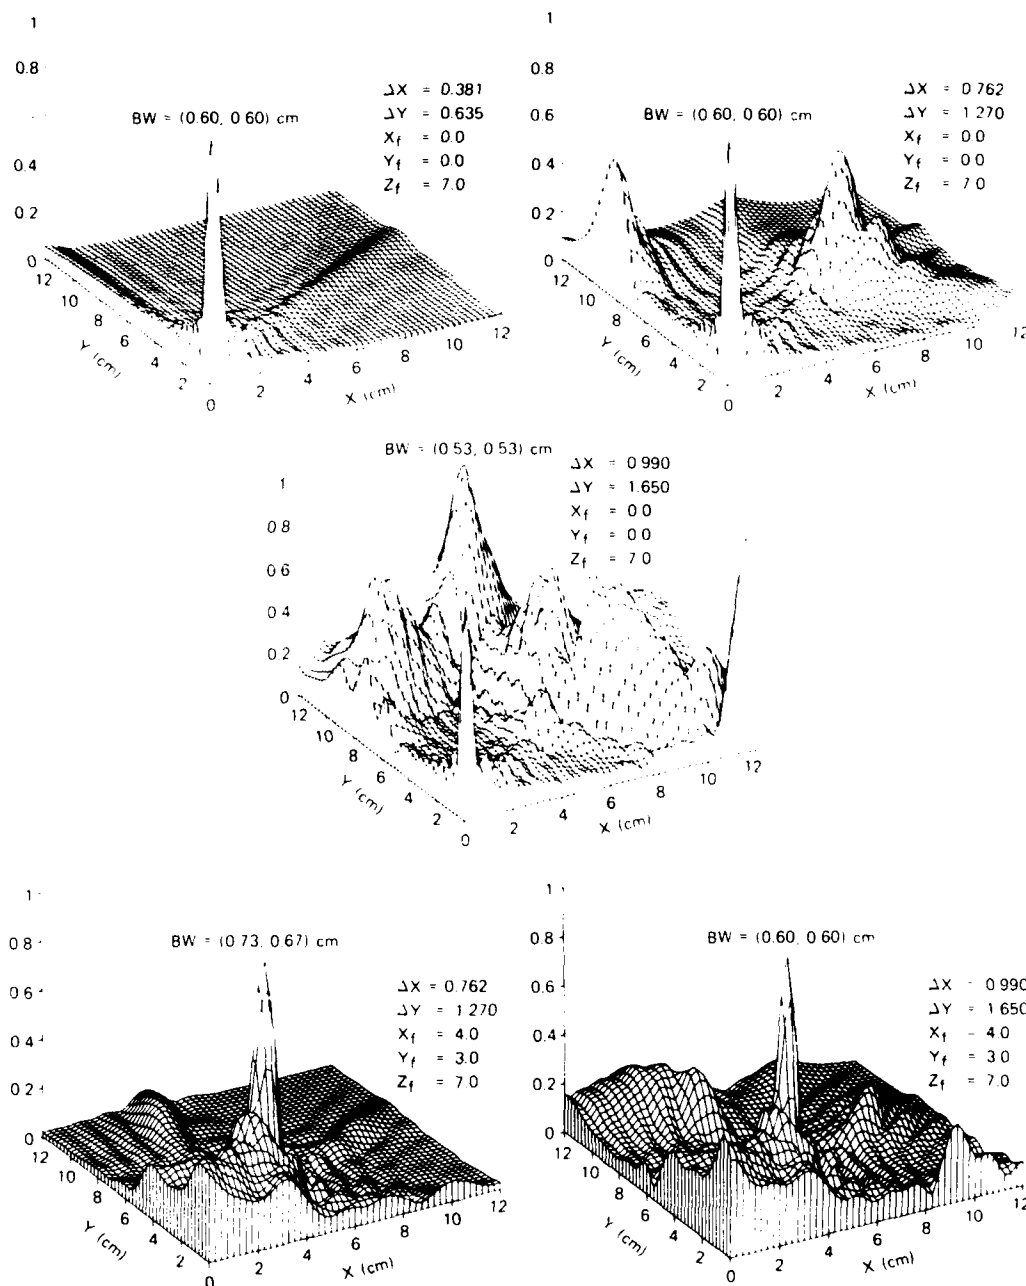 1
0.8
BW = (0.60, 0.60) cm
ΔX = 0.381
ΔY = 0.635
Xf = 0.0
Yf = 0.0
Zf = 7.0
0.4
0.2
0
12
10
8
6
4
2
Y (cm)
0
2
4
6
8
10
12
X (cm)
1
0.8
0.6
BW = (0.60, 0.60) cm
ΔX = 0.762
ΔY = 1.270
Xf = 0.0
Yf = 0.0
Zf = 7.0
0.4
0.2
0
12
10
8
6
4
2
Y (cm)
0
2
4
6
8
10
12
X (cm)
BW = (0.53, 0.53) cm
ΔX = 0.990
ΔY = 1.650
Xf = 0.0
Yf = 0.0
Zf = 7.0
1
0.8
0.6
0.4
0.2
0
12
10
8
6
4
2
Y (cm)
0
2
4
6
8
10
12
X (cm)
1
0.8
0.6
0.4
0.2
0
BW = (0.73, 0.67) cm
ΔX = 0.762
ΔY = 1.270
Xf = 4.0
Yf = 3.0
Zf = 7.0
12
10
8
6
4
2
Y (cm)
0
2
4
6
8
10
12
X (cm)
1
0.8
0.6
0.4
0.2
0
BW = (0.60, 0.60) cm
ΔX = 0.990
ΔY = 1.650
Xf = 4.0
Yf = 3.0
Zf = 7.0
12
10
8
6
4
2
Y (cm)
0
2
4
6
8
10
12
X (cm)